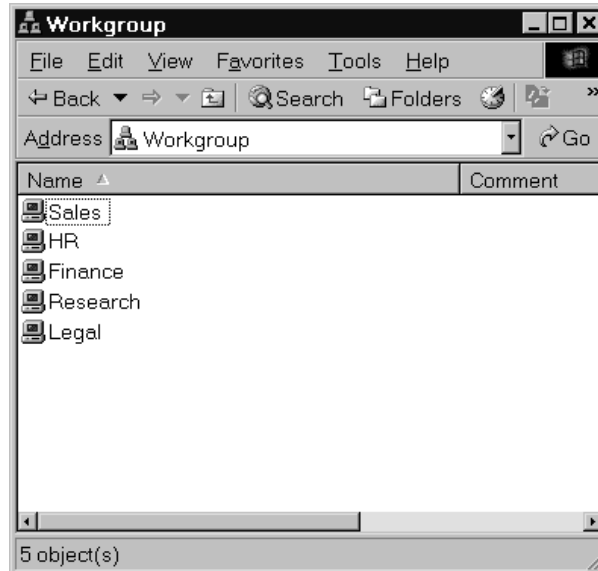 Workgroup
File Edit View Favorites Tools Help
Back Search Folders »
Address Workgroup Go
Name Comment
Sales
HR
Finance
Research
Legal
5 object(s)